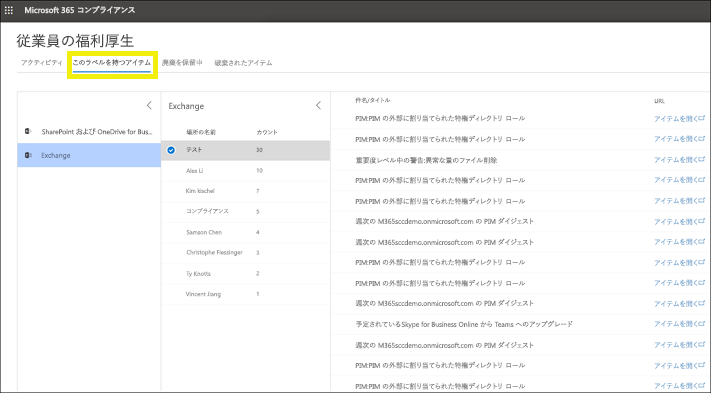 Microsoft 365 コンプライアンス
従業員の福利厚生
アクティビティ
このラベルを持つアイテム
廃棄を保留中
破棄されたアイテム
SharePoint および OneDrive for Bus...
Exchange
Exchange
場所の名前 カウント
テスト 30
Alex Li 10
Kim kischel 7
コンプライアンス 5
Samson Chen 4
Christophe Fiessinger 3
Ty Knotts 2
Vincent Jiang 1
件名/タイトル URL
PIM:PIM の外部に割り当てられた特権ディレクトリ ロール アイテムを開く
PIM:PIM の外部に割り当てられた特権ディレクトリ ロール アイテムを開く
重要度レベル中の警告:異常な量のファイル削除 アイテムを開く
PIM:PIM の外部に割り当てられた特権ディレクトリ ロール アイテムを開く
PIM:PIM の外部に割り当てられた特権ディレクトリ ロール アイテムを開く
週次の M365sccdemo.onmicrosoft.com の PIM ダイジェスト アイテムを開く
週次の M365sccdemo.onmicrosoft.com の PIM ダイジェスト アイテムを開く
PIM:PIM の外部に割り当てられた特権ディレクトリ ロール アイテムを開く
PIM:PIM の外部に割り当てられた特権ディレクトリ ロール アイテムを開く
週次の M365sccdemo.onmicrosoft.com の PIM ダイジェスト アイテムを開く
予定されているSkype for Business Online から Teams へのアップグレード アイテムを開く
週次の M365sccdemo.onmicrosoft.com の PIM ダイジェスト アイテムを開く
PIM:PIM の外部に割り当てられた特権ディレクトリ ロール アイテムを開く
PIM:PIM の外部に割り当てられた特権ディレクトリ ロール アイテムを開く